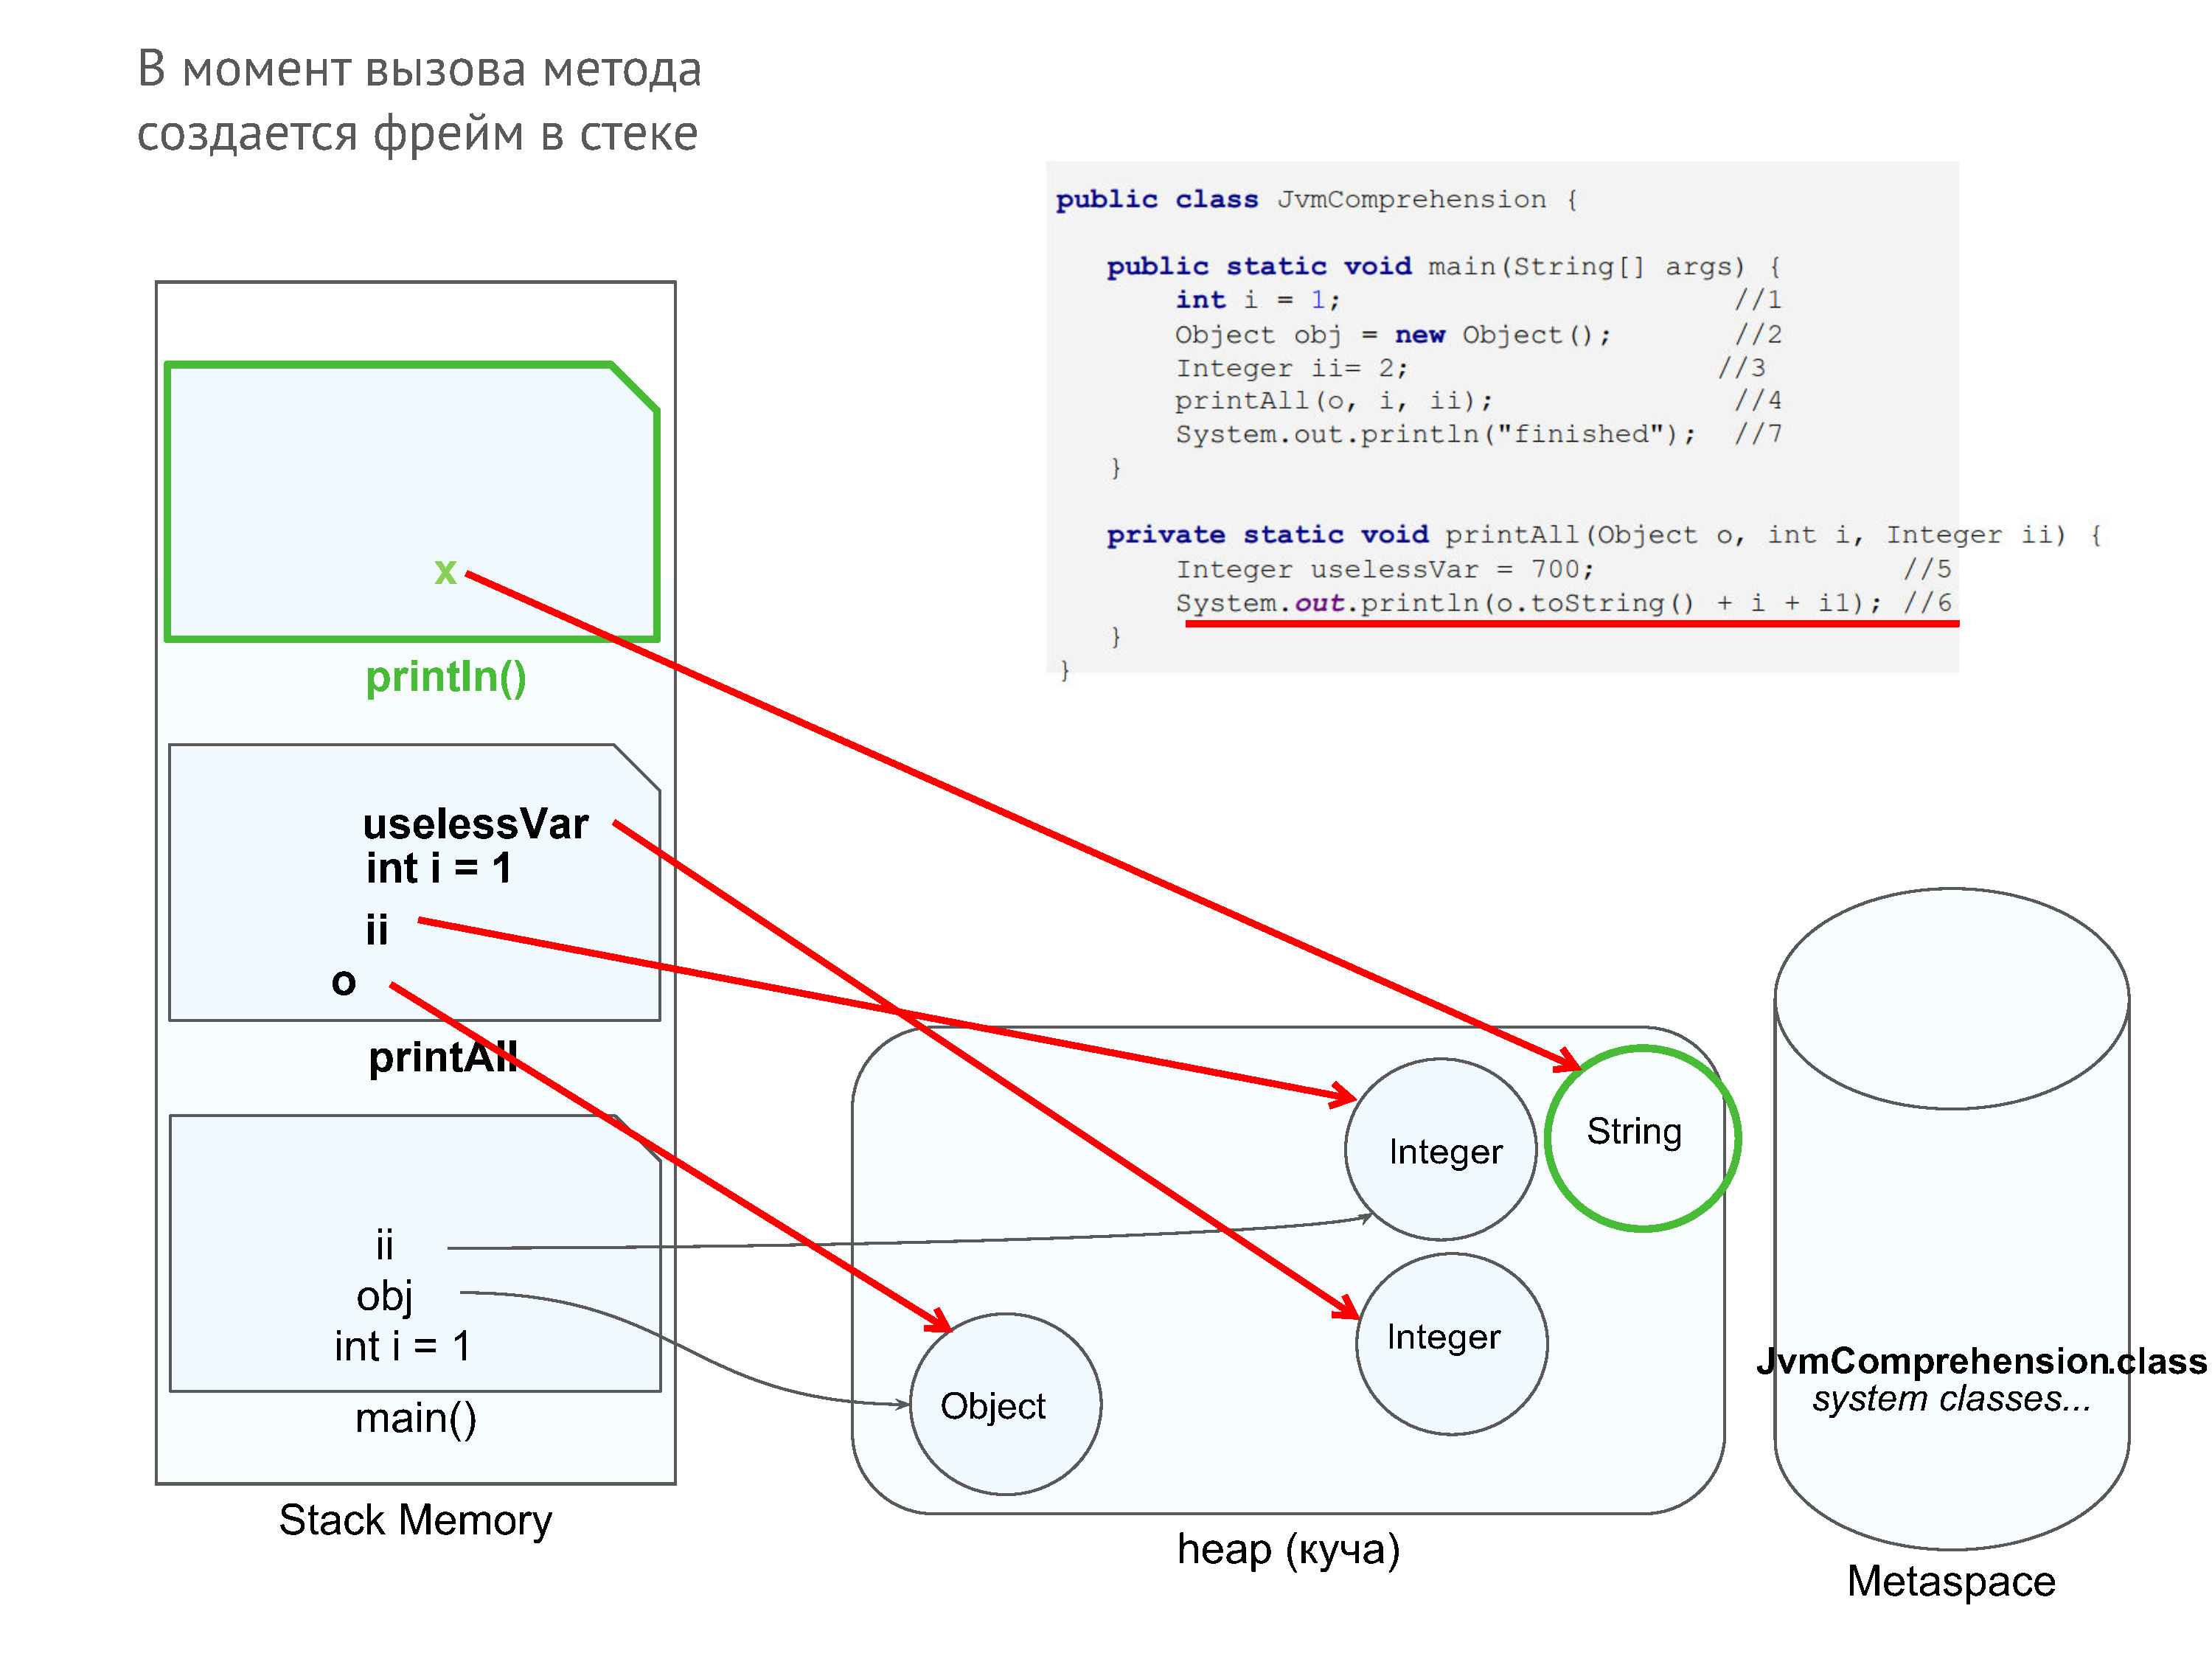 В момент вызова метода
создается фрейм в стеке
public class JvmComprehension {
public static void main(String[] args) {
int i = 1; //1
Object obj = new Object(); //2
Integer ii= 2; //3
printAll(o, i, ii); //4
System.out.println("finished"); //7
}
private static void printAll(Object o, int i, Integer ii) {
Integer uselessVar = 700; //5
System.out.println(o.toString() + i + i1); //6
}
}
x
println()
uselessVar
int i = 1
ii
o
printAll
ii
obj
int i = 1
main()
Stack Memory
Integer
String
Integer
Object
heap (куча)
JvmComprehension.class
system classes...
Metaspace